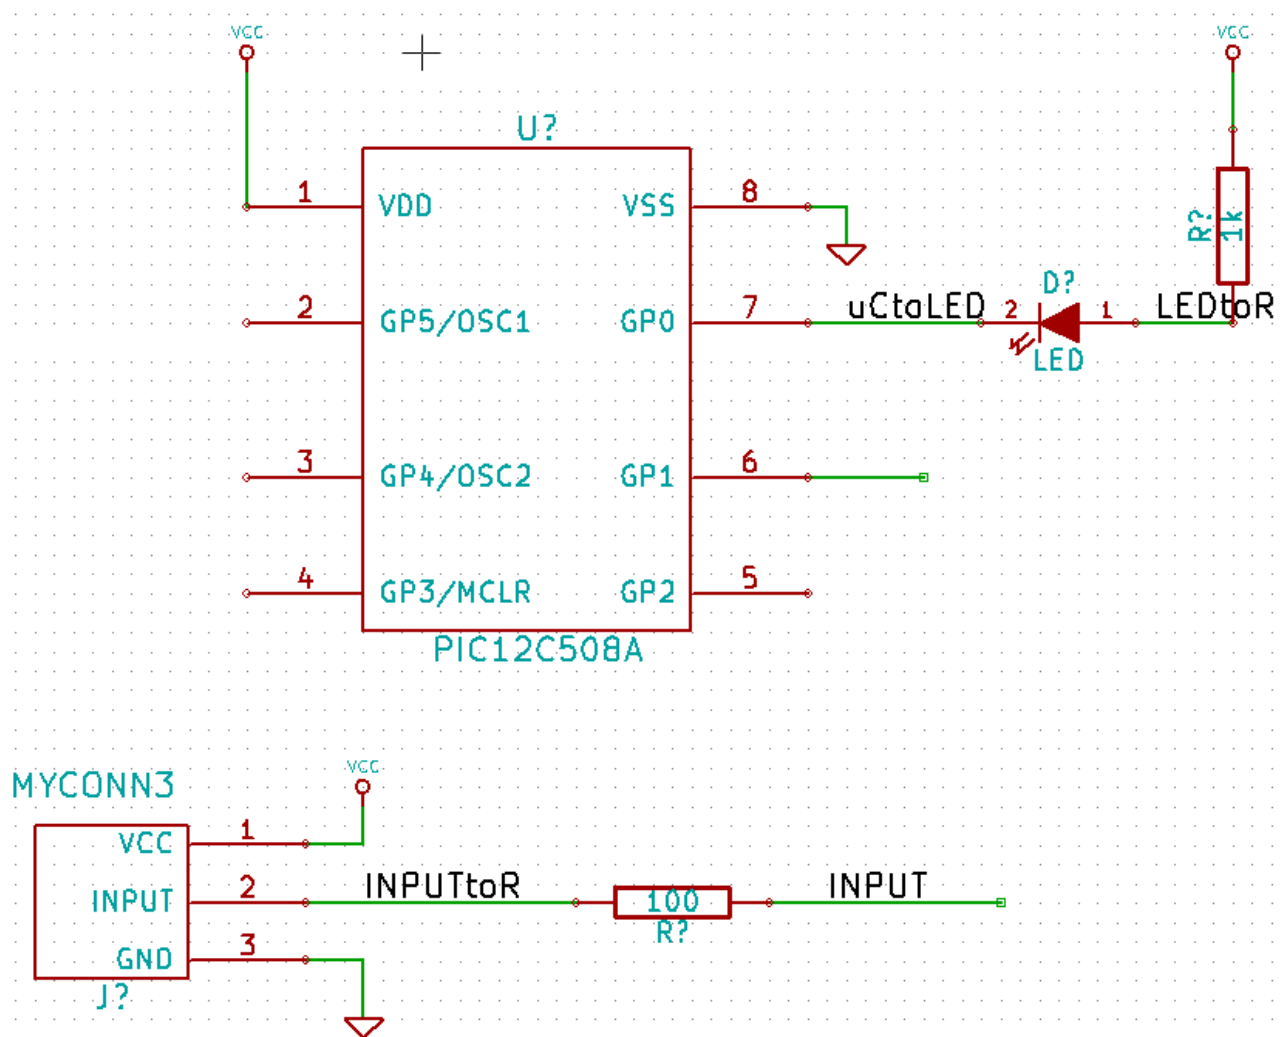 VCC
VCC
U?
1
VDD
VSS
8
R?
1k
2
GP5/OSC1
GP0
7
uCtoLED
2
D?
1
LED
LEDtoR
3
GP4/OSC2
GP1
6
4
GP3/MCLR
GP2
5
PIC12C508A
MYCONN3
VCC
VCC
1
INPUT
2
INPUTtoR
100
R?
INPUT
GND
3
J?